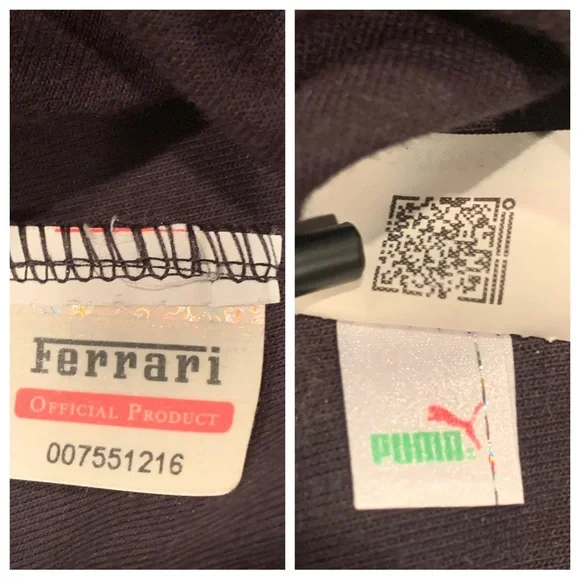 Ferrari
OFFICIAL PRODUCT
007551216
PUMA